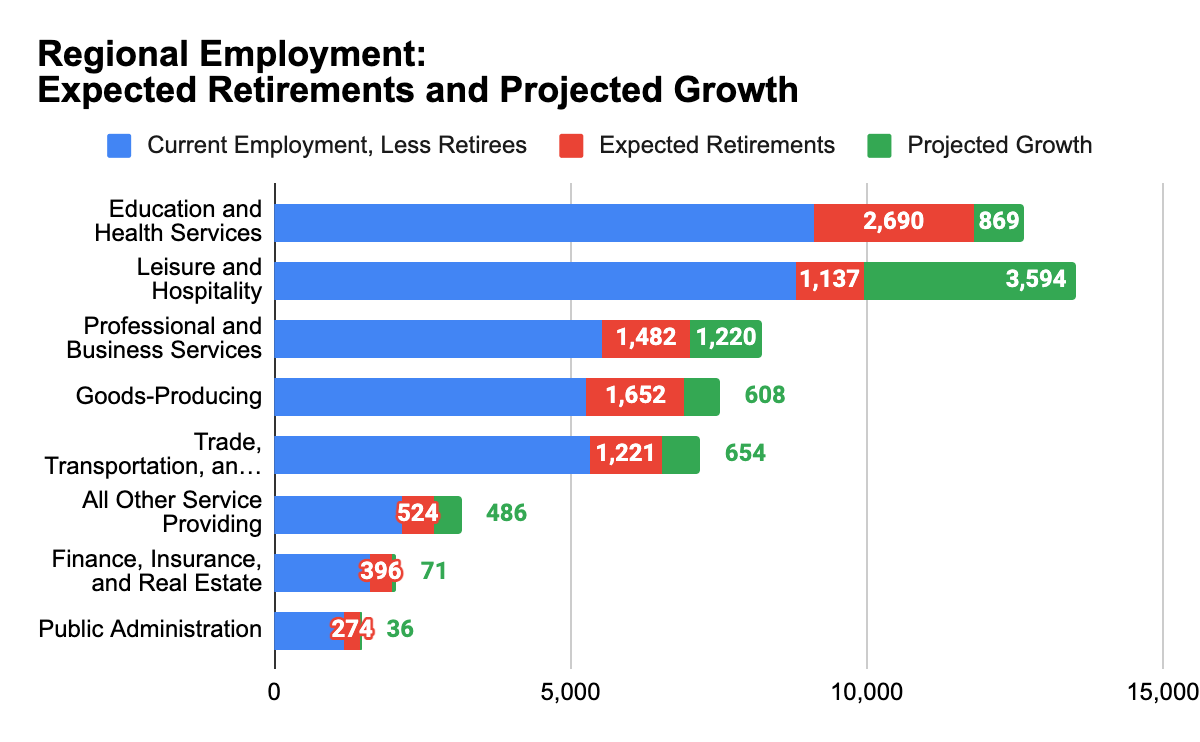 Regional Employment:
Expected Retirements and Projected Growth
Current Employment, Less Retirees Expected Retirements Projected Growth
Education and
Health Services
2,690 869
Leisure and
Hospitality
1,137 3,594
Professional and
Business Services
1,482 1,220
Goods-Producing
1,652 608
Trade,
Transportation, an…
1,221 654
All Other Service
Providing
524 486
Finance, Insurance,
and Real Estate
396 71
Public Administration
274 36
0 5,000 10,000 15,000